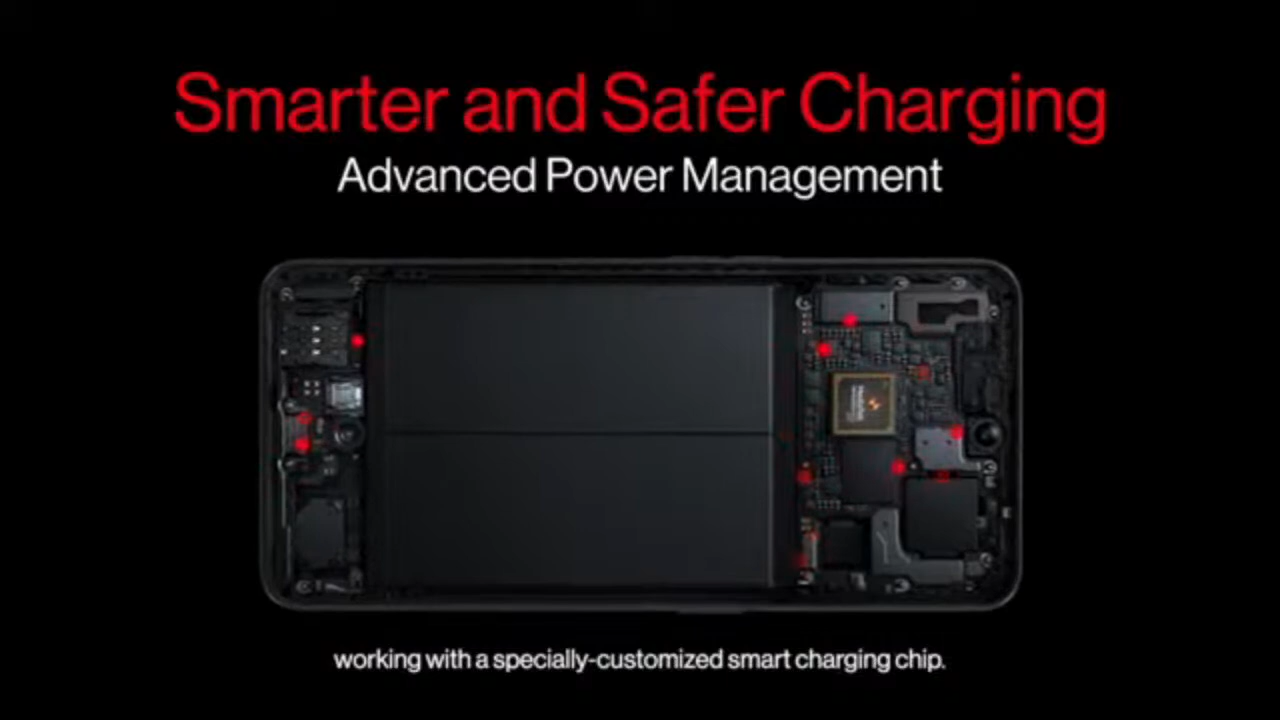 Smarter and Safer Charging
Advanced Power Management
working with a specially-customized smart charging chip.